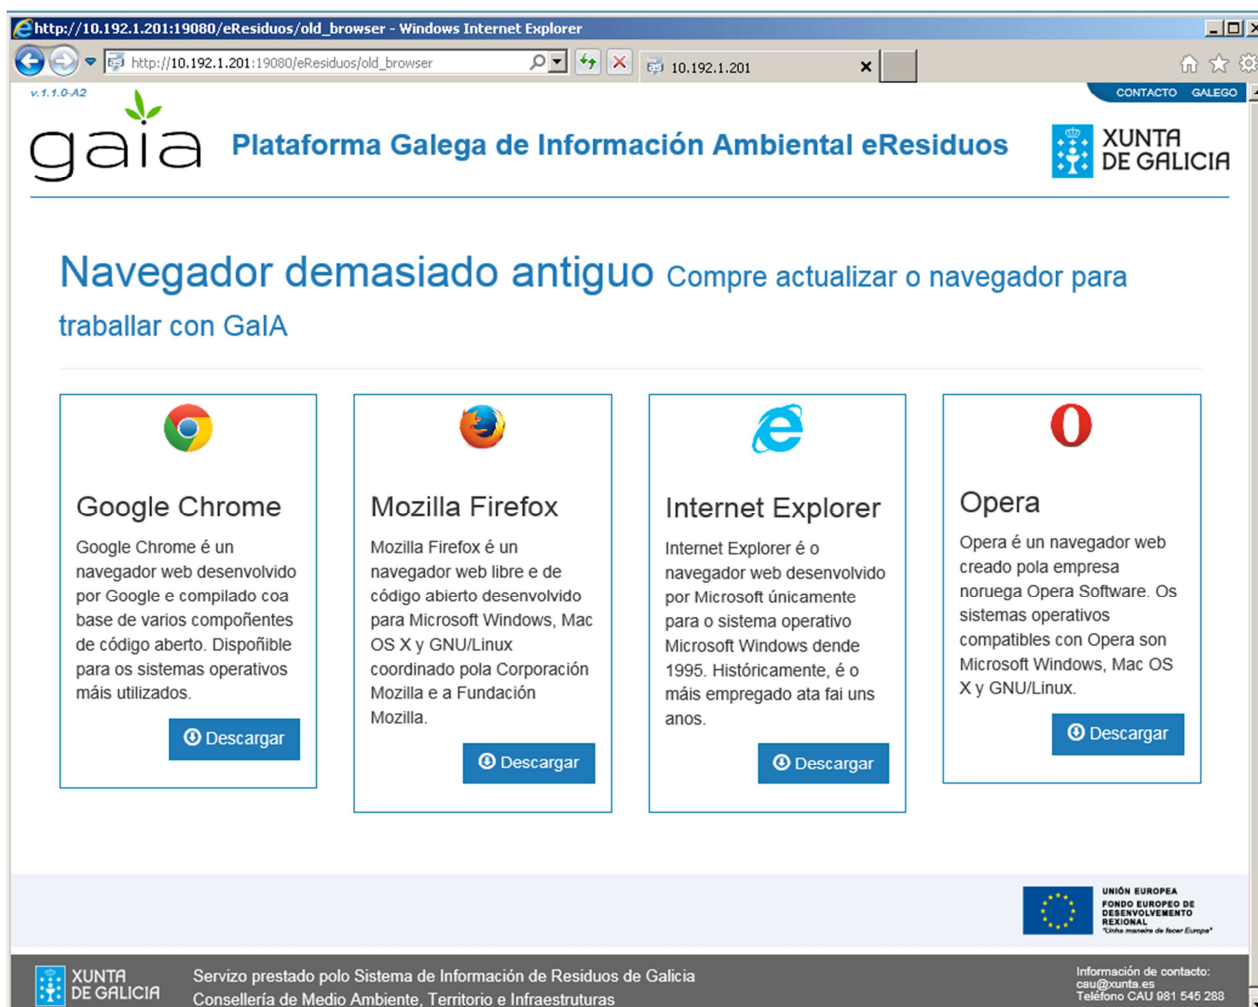 http://10.192.1.201:19080/eResiduos/old_browser - Windows Internet Explorer
http://10.192.1.201:19080/eResiduos/old_browser
10.192.1.201
v.1.1.0-A2
CONTACTO GALEGO
gaia
Plataforma Galega de Información Ambiental eResiduos
XUNTA
DE GALICIA
Navegador demasiado antiguo Compre actualizar o navegador para
traballar con GaIA
Google Chrome
Google Chrome é un
navegador web desenvolvido
por Google e compilado coa
base de varios compoñentes
de código aberto. Dispoñible
para os sistemas operativos
máis utilizados.
Descargar
Mozilla Firefox
Mozilla Firefox é un
navegador web libre e de
código abierto desenvolvido
para Microsoft Windows, Mac
OS X y GNU/Linux
coordinado pola Corporación
Mozilla e a Fundación
Mozilla.
Descargar
Internet Explorer
Internet Explorer é o
navegador web desenvolvido
por Microsoft únicamente
para o sistema operativo
Microsoft Windows dende
1995. Históricamente, é o
máis empregado ata fai uns
anos.
Descargar
Opera
Opera é un navegador web
creado pola empresa
noruega Opera Software. Os
sistemas operativos
compatibles con Opera son
Microsoft Windows, Mac OS
X y GNU/Linux.
Descargar
UNIÓN EUROPEA
FONDO EUROPEO DE
DESENVOLVEMENTO
REXIONAL
"Unha maneira de facer Europa"
XUNTA
DE GALICIA
Servizo prestado polo Sistema de Información de Residuos de Galicia
Consellería de Medio Ambiente, Territorio e Infraestruturas
Información de contacto:
cau@xunta.es
Teléfono CAU 981 545 288